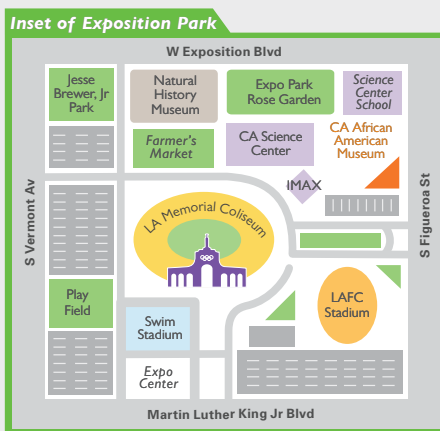 Inset of Exposition Park
W Exposition Blvd
Jesse
Brewer, Jr
Park
Natural
History
Museum
Expo Park
Rose Garden
Science
Center
School
Farmer's
Market
CA Science
Center
CA African
American
Museum
IMAX
S Vermont Av
LA Memorial Coliseum
S Figueroa St
Play
Field
LAFC
Stadium
Swim
Stadium
Expo
Center
Martin Luther King Jr Blvd